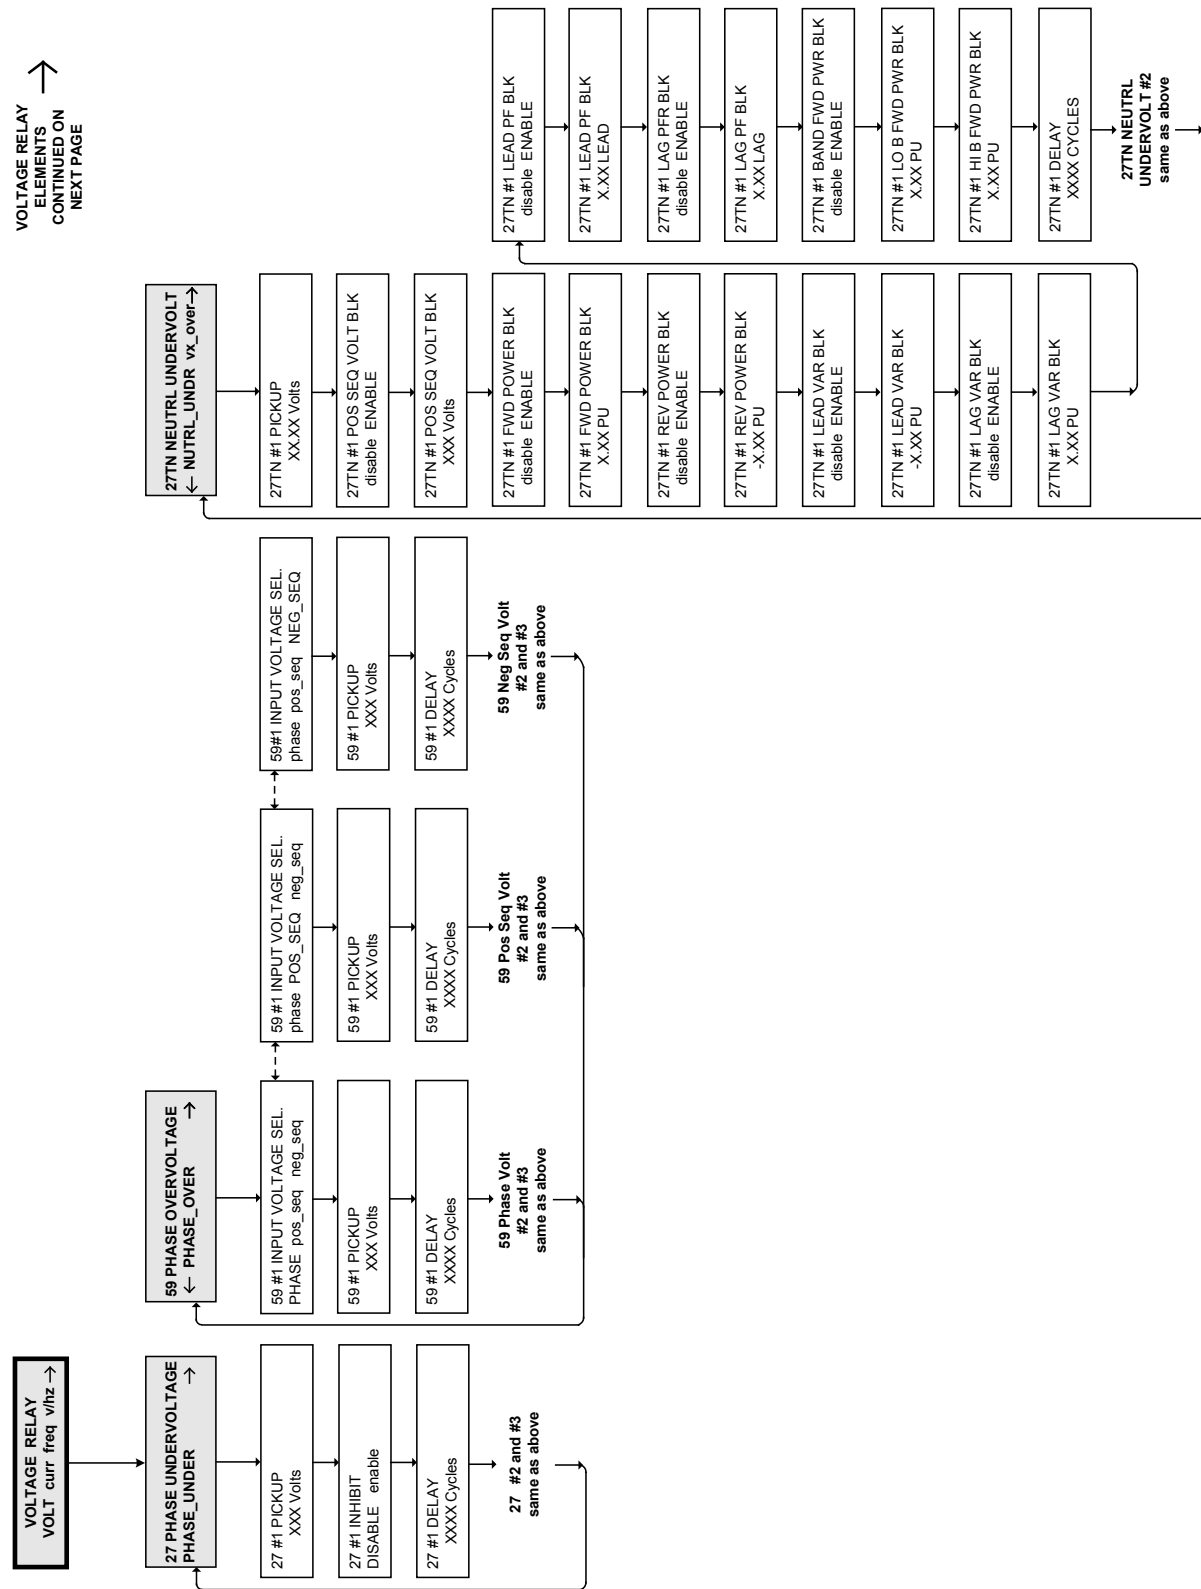 VOLTAGE RELAY
VOLT curr freq v/hz →
27 PHASE UNDERVOLTAGE
PHASE_UNDER →
27 #1 PICKUP
XXX Volts
27 #1 INHIBIT
DISABLE enable
27 #1 DELAY
XXXX Cycles
27 #2 and #3
same as above
59 PHASE OVERVOLTAGE
← PHASE_OVER →
59 #1 INPUT VOLTAGE SEL.
PHASE pos_seq neg_seq
59 #1 PICKUP
XXX Volts
59 #1 DELAY
XXXX Cycles
59 Phase Volt
#2 and #3
same as above
59 #1 INPUT VOLTAGE SEL.
phase POS_SEQ neg_seq
59 #1 PICKUP
XXX Volts
59 #1 DELAY
XXXX Cycles
59 Pos Seq Volt
#2 and #3
same as above
59#1 INPUT VOLTAGE SEL.
phase pos_seq NEG_SEQ
59 #1 PICKUP
XXX Volts
59 #1 DELAY
XXXX Cycles
59 Neg Seq Volt
#2 and #3
same as above
27TN NEUTRL UNDERVOLT
← NUTRL_UNDR vx_over→
27TN #1 PICKUP
XX.XX Volts
27TN #1 POS SEQ VOLT BLK
disable ENABLE
27TN #1 POS SEQ VOLT BLK
XXX Volts
27TN #1 FWD POWER BLK
disable ENABLE
27TN #1 FWD POWER BLK
X.XX PU
27TN #1 REV POWER BLK
disable ENABLE
27TN #1 REV POWER BLK
-X.XX PU
27TN #1 LEAD VAR BLK
disable ENABLE
27TN #1 LEAD VAR BLK
-X.XX PU
27TN #1 LAG VAR BLK
disable ENABLE
27TN #1 LAG VAR BLK
X.XX PU
27TN #1 LEAD PF BLK
disable ENABLE
27TN #1 LEAD PF BLK
X.XX LEAD
27TN #1 LAG PFR BLK
disable ENABLE
27TN #1 LAG PF BLK
X.XX LAG
27TN #1 BAND FWD PWR BLK
disable ENABLE
27TN #1 LO B FWD PWR BLK
X.XX PU
27TN #1 HI B FWD PWR BLK
X.XX PU
27TN #1 DELAY
XXXX CYCLES
27TN NEUTRL
UNDERVOLT #2
same as above
VOLTAGE RELAY
ELEMENTS
CONTINUED ON
NEXT PAGE
→